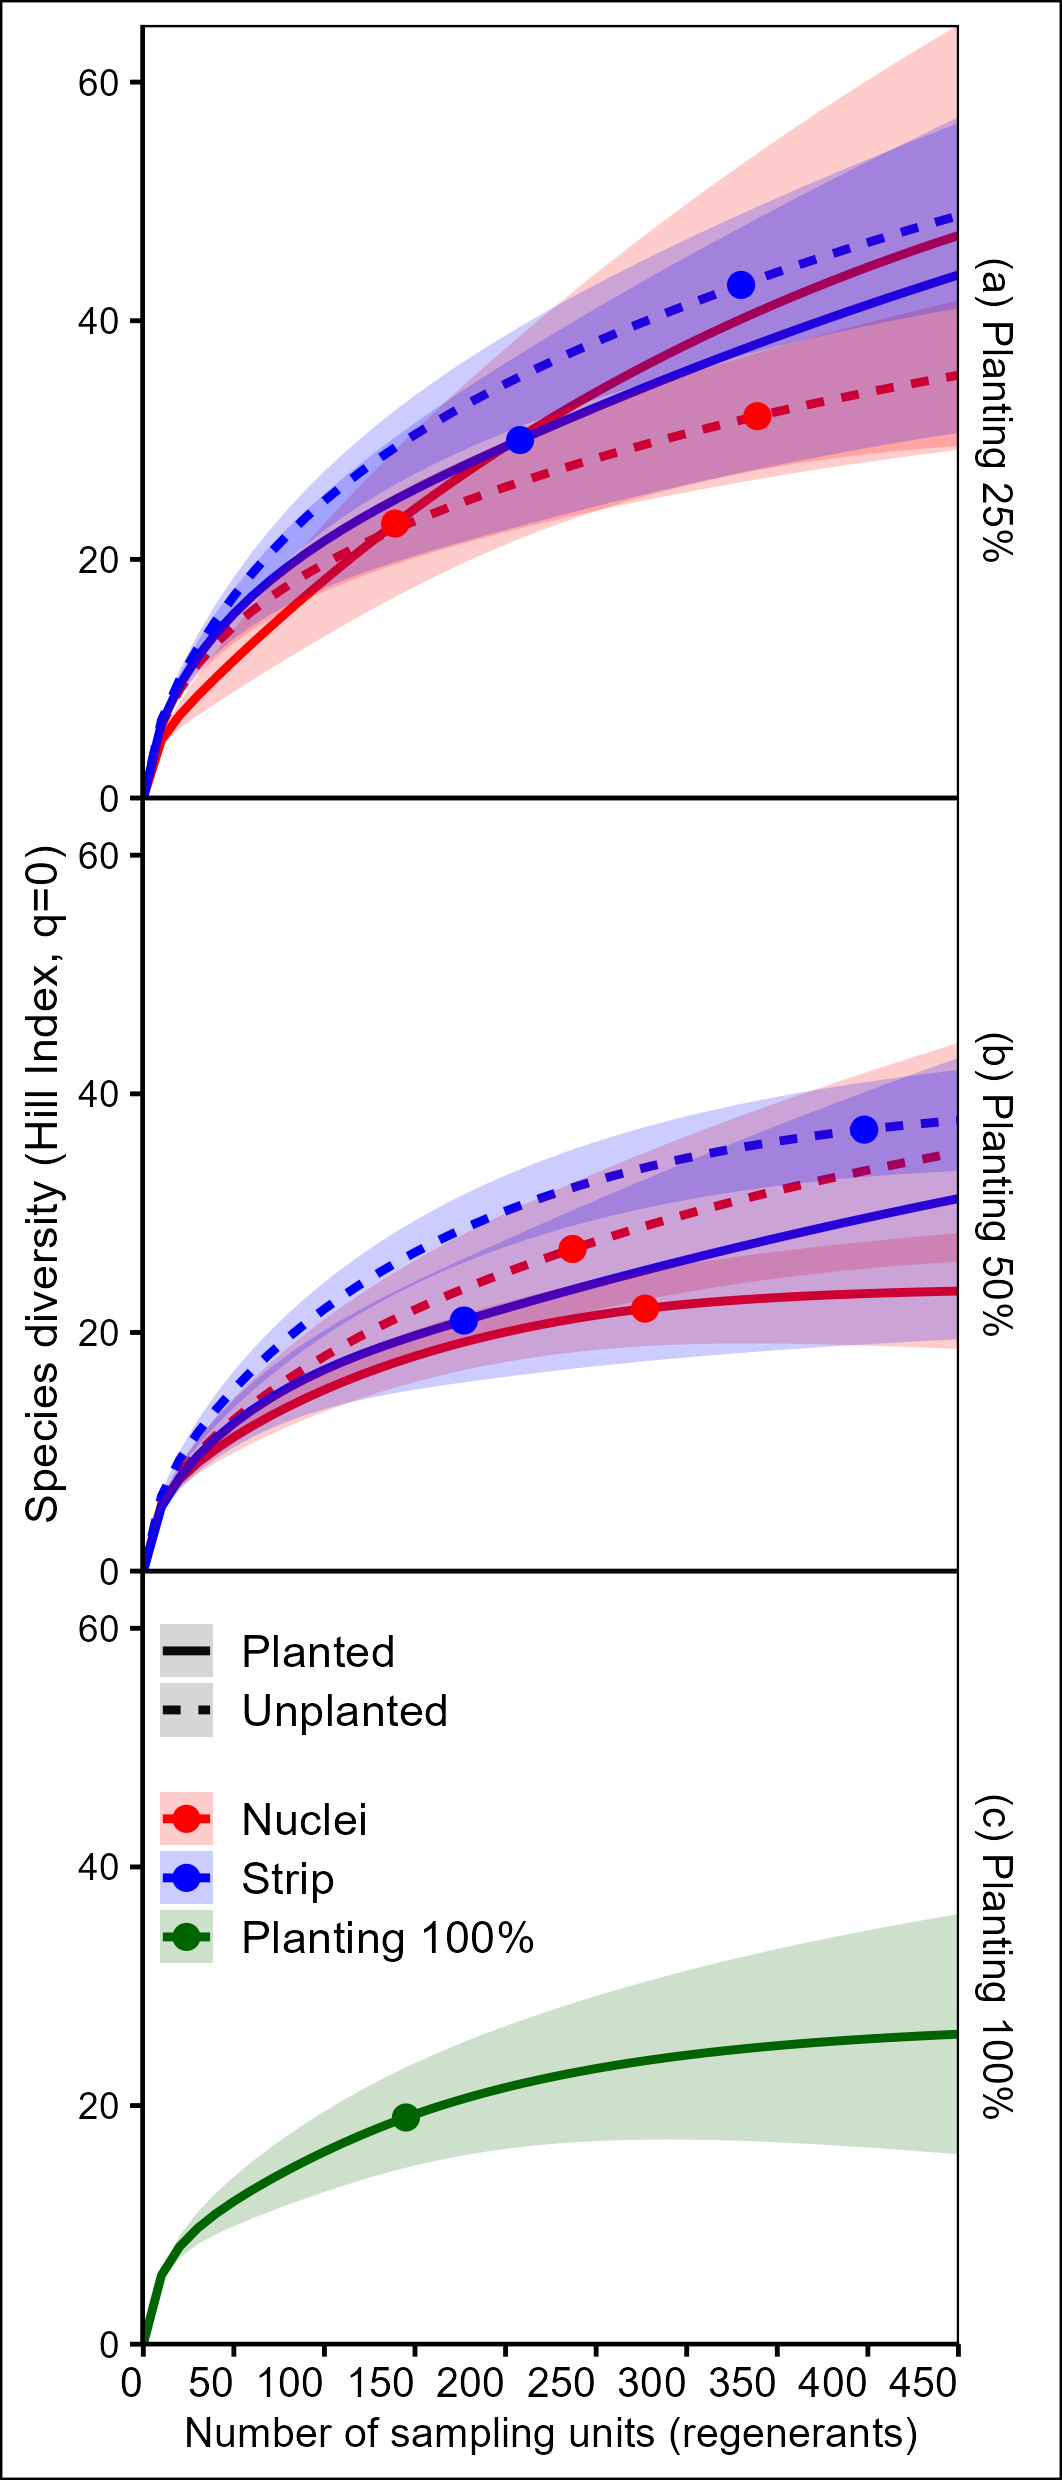 60
40
20
0
(a) Planting 25%
60
40
20
0
(b) Planting 50%
Species diversity (Hill Index, q=0)
60
40
20
0
(c) Planting 100%
Planted
Unplanted
Nuclei
Strip
Planting 100%
0 50 100 150 200 250 300 350 400 450
Number of sampling units (regenerants)